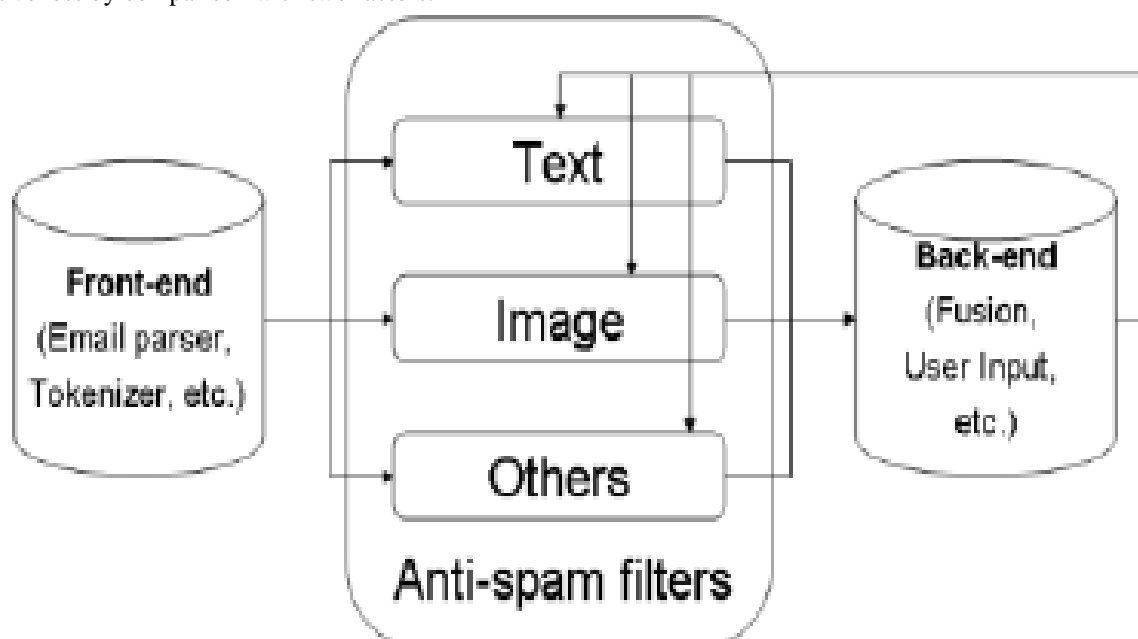 Text
Front-end
(Email parser,
Tokenizer, etc.)
Image
Back-end
(Fusion,
User Input,
etc.)
Others
Anti-spam filters